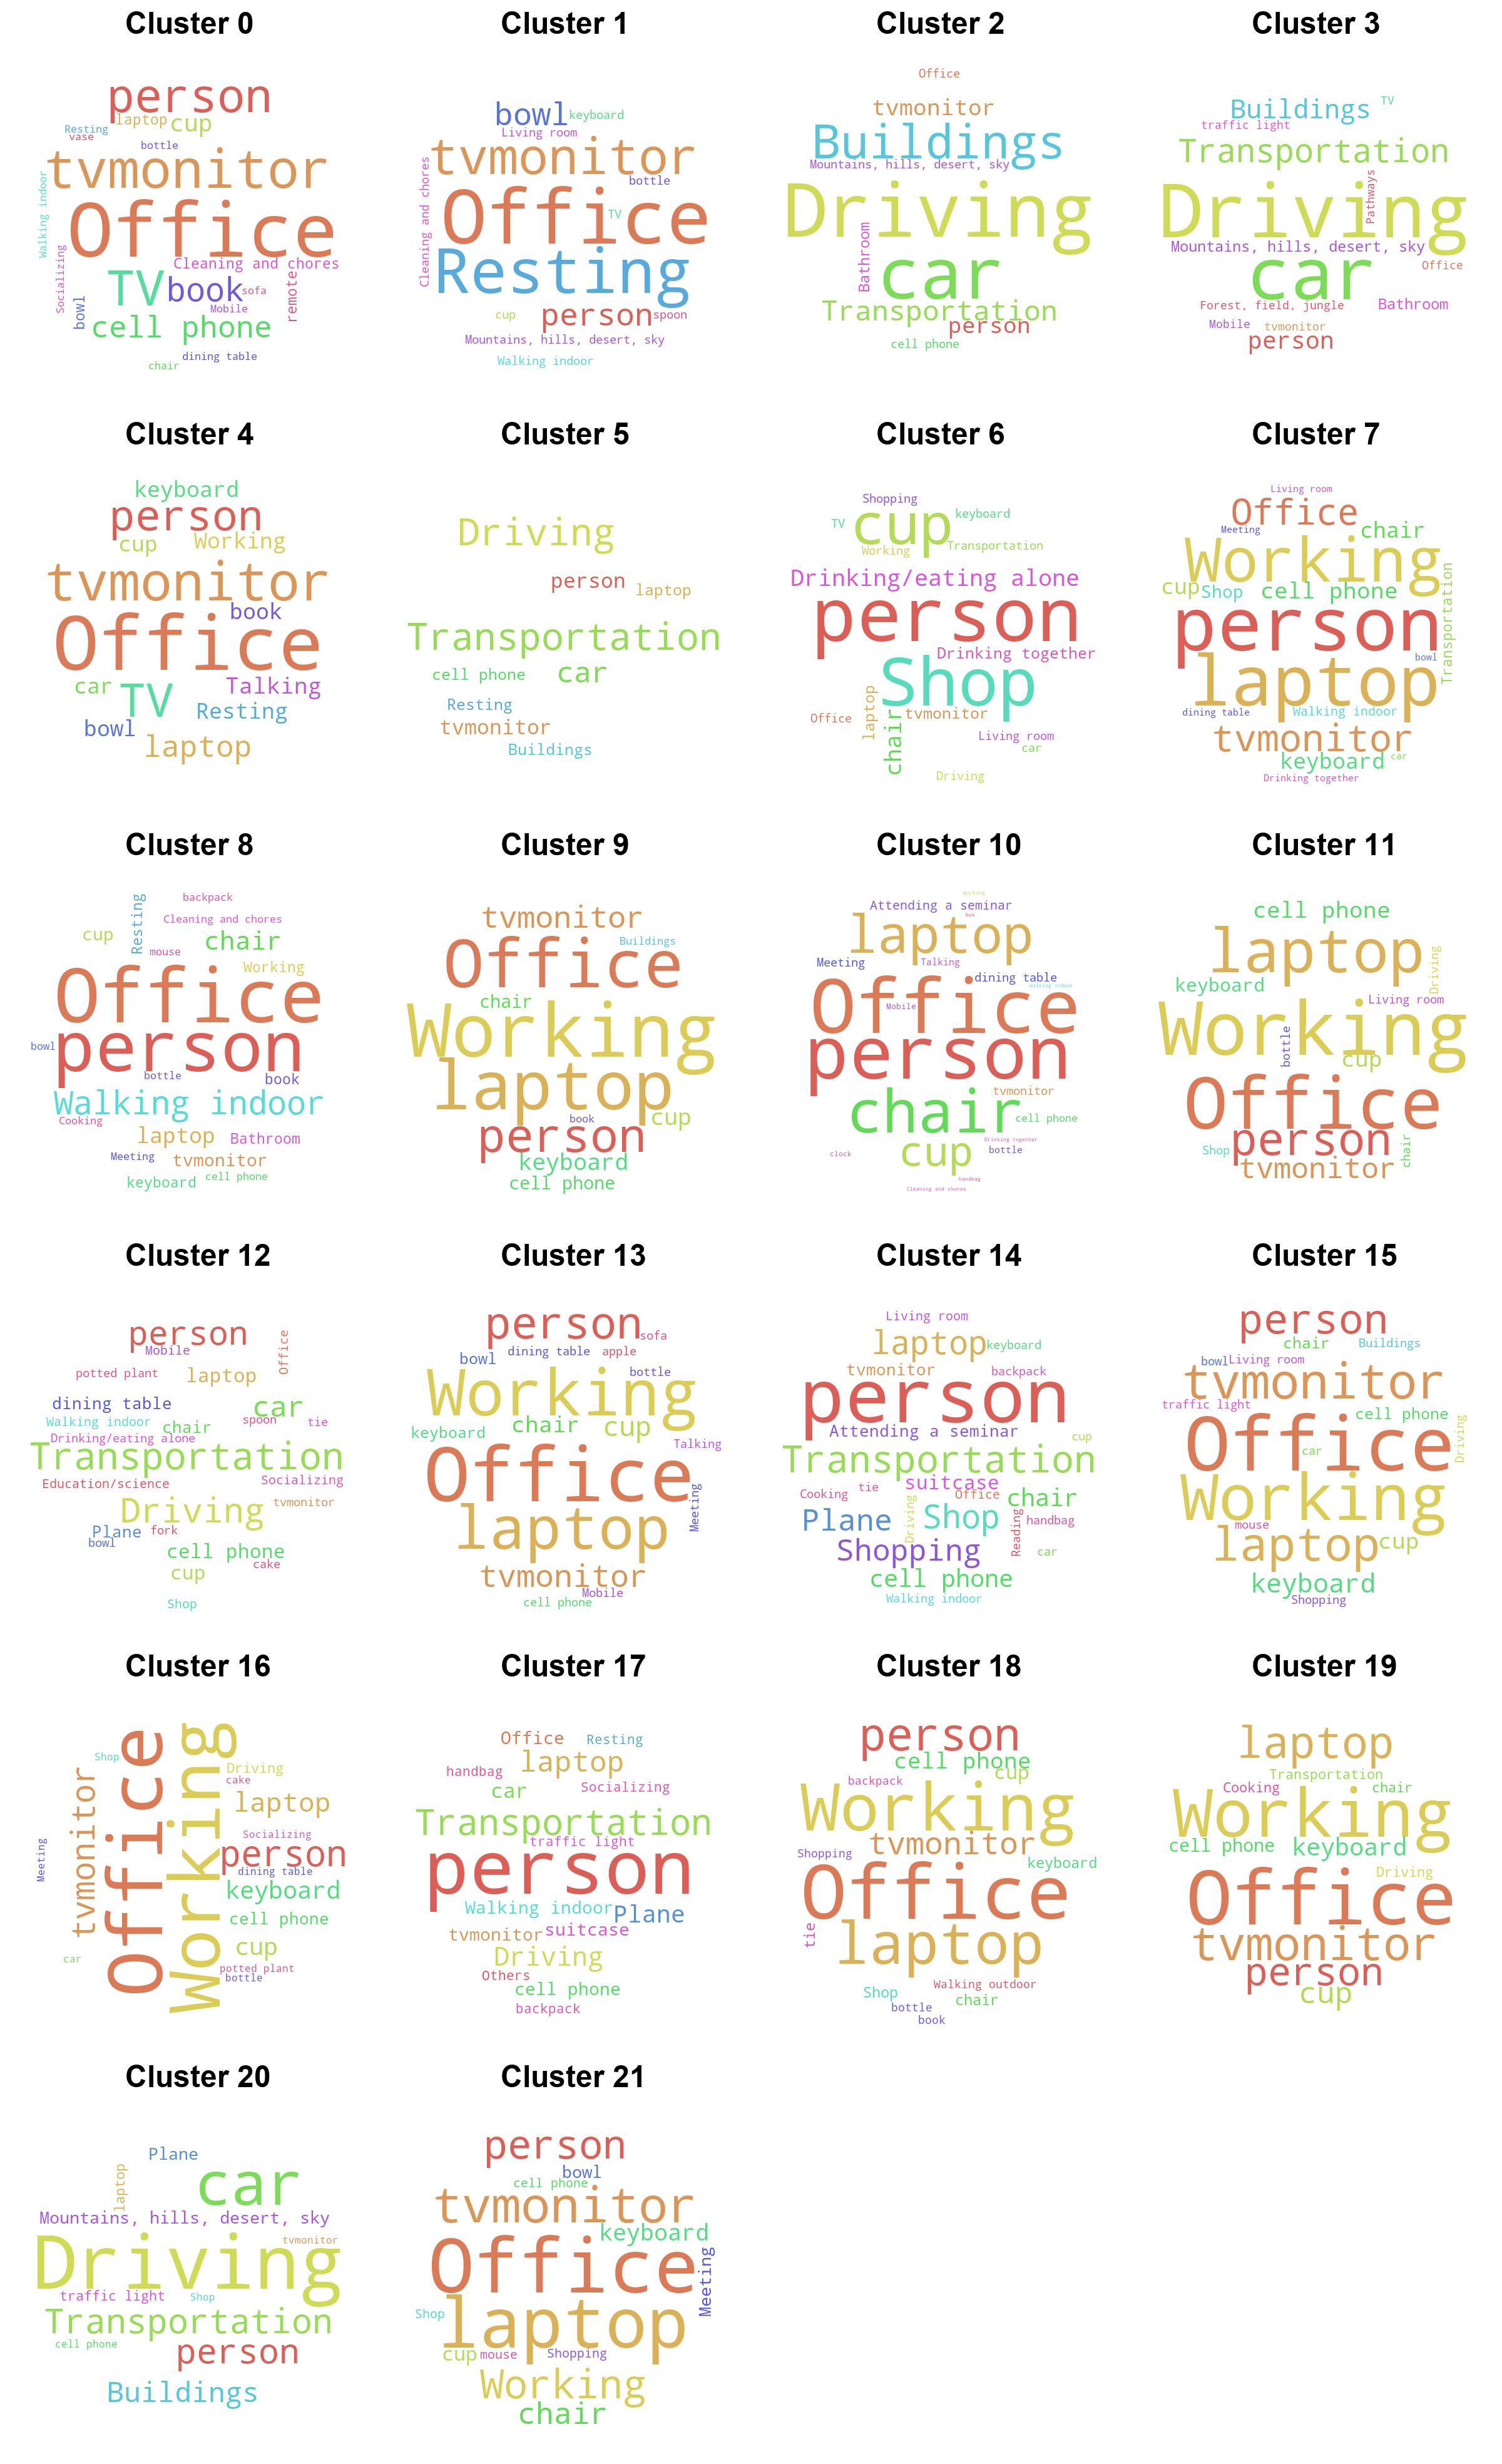 Cluster 0
person
laptop
cup
Resting
vase
bottle
tvmonitor
Walking indoor
Office
Socializing
Cleaning and chores
TV
book
sofa
remote
bowl
Mobile
cell phone
dining table
chair
Cluster 1
bowl
keyboard
Living room
tvmonitor
Cleaning and chores
bottle
Office
TV
Resting
cup
person
spoon
Mountains, hills, desert, sky
Walking indoor
Cluster 2
Office
tvmonitor
Buildings
Mountains, hills, desert, sky
Driving
Bathroom
car
Transportation
person
cell phone
Cluster 3
Buildings
TV
traffic light
Transportation
Pathways
Driving
Mountains, hills, desert, sky
Office
car
Forest, field, jungle
Bathroom
Mobile
tvmonitor
person
Cluster 4
keyboard
person
cup
Working
tvmonitor
book
Office
car
TV
Talking
Resting
bowl
laptop
Cluster 5
Driving
person
laptop
Transportation
cell phone
car
Resting
tvmonitor
Buildings
Cluster 6
Shopping
cup
keyboard
TV
Working
Transportation
Drinking/eating alone
person
Drinking together
Shop
laptop
Office
chair
tvmonitor
Living room
car
Driving
Cluster 7
Living room
Office
Meeting
chair
Working
cup
Shop
cell phone
Transportation
person
bowl
laptop
dining table
Walking indoor
tvmonitor
keyboard
car
Drinking together
Cluster 8
backpack
Resting
Cleaning and chores
cup
chair
mouse
Working
Office
bowl
person
bottle
book
Walking indoor
Cooking
laptop
Bathroom
Meeting
tvmonitor
keyboard
cell phone
Cluster 9
tvmonitor
Buildings
Office
chair
Working
laptop
book
cup
person
keyboard
cell phone
Cluster 10
Working
Attending a seminar
Box
laptop
Meeting
Talking
dining table
Walking indoor
Office
Mobile
person
tvmonitor
chair
cell phone
Drinking together
cup
bottle
clock
handbag
Cleaning and chores
Cluster 11
cell phone
laptop
Driving
keyboard
Living room
Working
bottle
cup
Office
person
Shop
chair
tvmonitor
Cluster 12
person
Office
Mobile
potted plant
laptop
dining table
car
Walking indoor
chair
spoon
tie
Drinking/eating alone
Transportation
Education/science
Socializing
Driving
tvmonitor
Plane
fork
bowl
cell phone
cake
cup
Shop
Cluster 13
person
sofa
bowl
dining table
apple
bottle
Working
keyboard
chair
cup
Talking
Office
Meeting
laptop
tvmonitor
Mobile
cell phone
Cluster 14
Living room
laptop
keyboard
tvmonitor
backpack
person
Attending a seminar
cup
Transportation
suitcase
Cooking
tie
Office
chair
Plane
Driving
Shop
Reading
handbag
Shopping
car
cell phone
Walking indoor
Cluster 15
person
chair
Buildings
bowl
Living room
tvmonitor
traffic light
cell phone
Office
car
Driving
Working
mouse
laptop
cup
keyboard
Shopping
Cluster 16
Shop
Office
Working
Driving
cake
tvmonitor
laptop
Socializing
Meeting
person
dining table
keyboard
cell phone
cup
car
potted plant
bottle
Cluster 17
Office
Resting
laptop
handbag
car
Socializing
Transportation
traffic light
person
Walking indoor
Plane
tvmonitor
suitcase
Driving
Others
cell phone
backpack
Cluster 18
person
cell phone
cup
backpack
Working
tvmonitor
Shopping
keyboard
Office
tie
laptop
Walking outdoor
Shop
chair
bottle
book
Cluster 19
laptop
Transportation
Cooking
chair
Working
cell phone
keyboard
Driving
Office
tvmonitor
person
cup
Cluster 20
Plane
laptop
car
Mountains, hills, desert, sky
Driving
tvmonitor
traffic light
Shop
Transportation
cell phone
person
Buildings
Cluster 21
person
bowl
cell phone
tvmonitor
keyboard
Office
Meeting
Shop
laptop
cup
mouse
Shopping
Working
chair